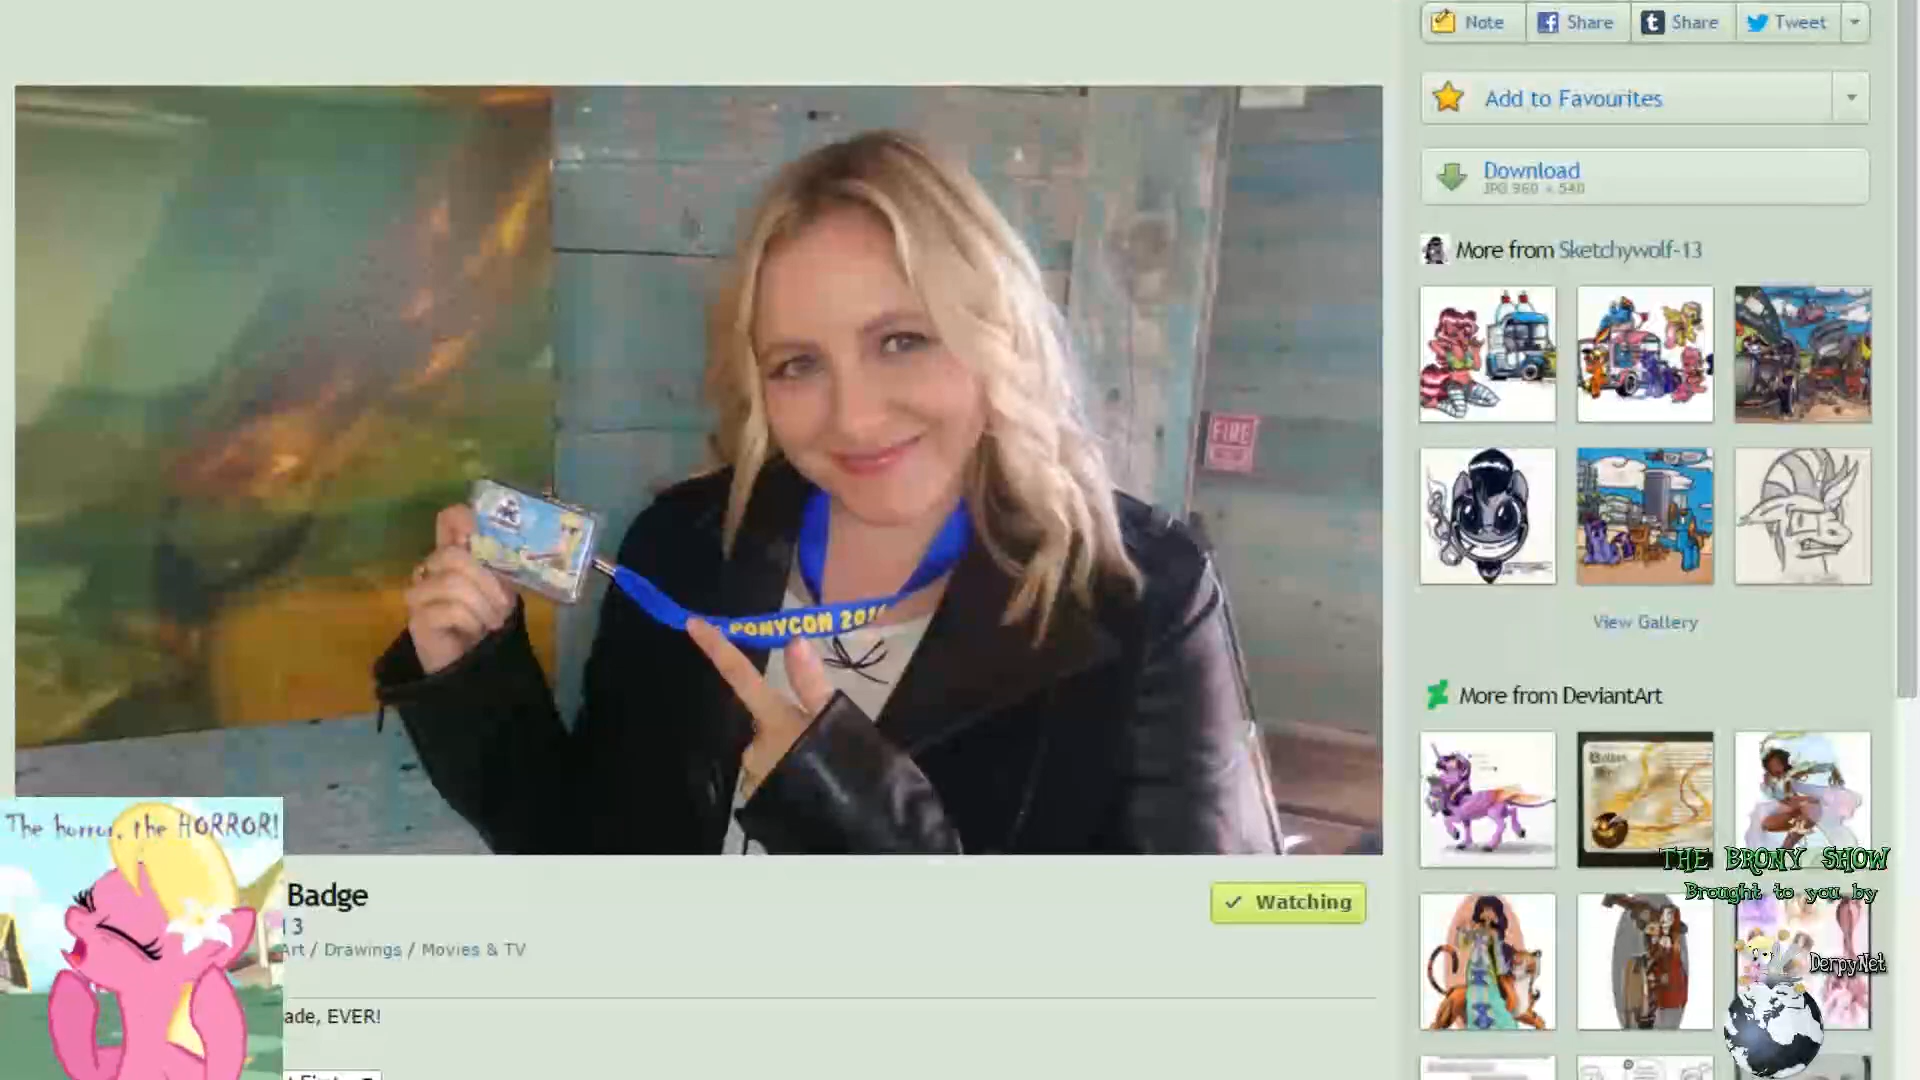 Note
Share
Share
Tweet
Add to Favourites
Download
JPG 960 × 540
More from Sketchywolf-13
FIRE
PONYCON 201
View Gallery
More from DeviantArt
The horror, the HORROR!
Badge
13
Art / Drawings / Movies & TV
Watching
ade, EVER!
THE BRONY SHOW
Brought to you by
DerpyNet